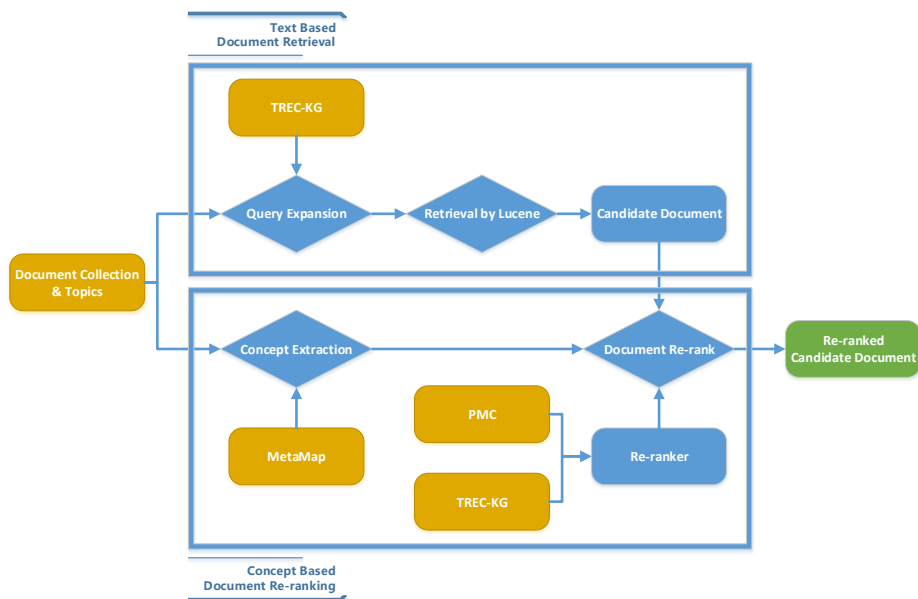 Text Based
Document Retrieval
TREC-KG
Query Expansion
Retrieval by Lucene
Candidate Document
Document Collection
& Topics
Concept Extraction
Document Re-rank
Re-ranked
Candidate Document
PMC
MetaMap
Re-ranker
TREC-KG
Concept Based
Document Re-ranking